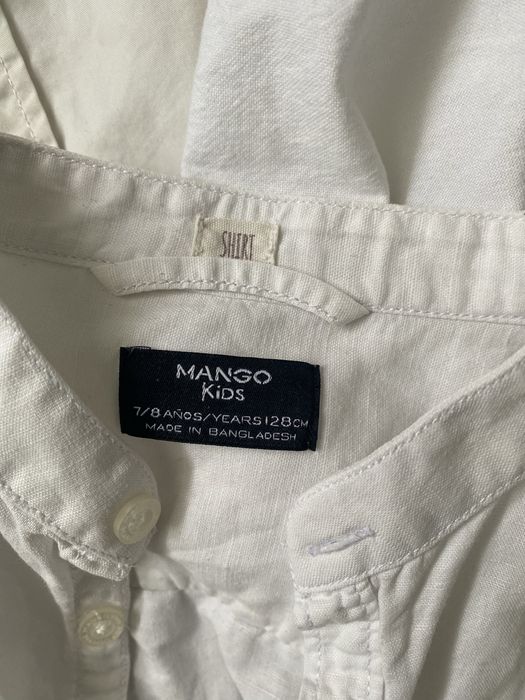 SHIRT
MANGO
KiDS
7/8 AÑOS/YEARS 128CM
MADE IN BANGLADESH